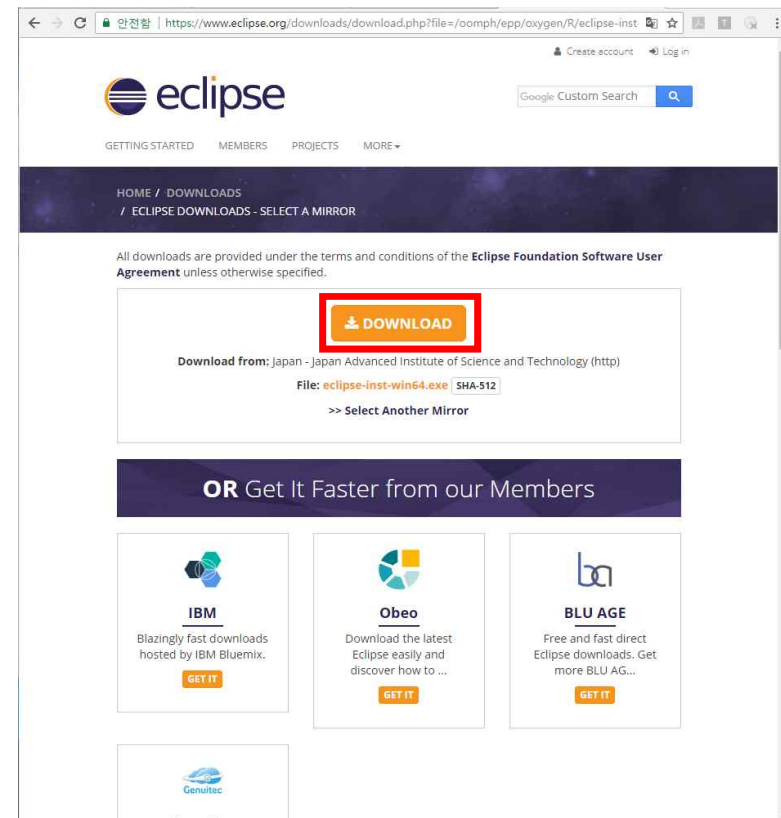 안전함 | https://www.eclipse.org/downloads/download.php?file=/oomph/epp/oxygen/R/eclipse-inst
Create account Log in
eclipse
Google Custom Search
GETTING STARTED MEMBERS PROJECTS MORE
HOME / DOWNLOADS
/ ECLIPSE DOWNLOADS - SELECT A MIRROR
All downloads are provided under the terms and conditions of the Eclipse Foundation Software User
Agreement unless otherwise specified.
DOWNLOAD
Download from: Japan - Japan Advanced Institute of Science and Technology (http)
File: eclipse-inst-win64.exe SHA-512
>> Select Another Mirror
OR Get It Faster from our Members
IBM
Blazingly fast downloads
hosted by IBM Bluemix.
GET IT
Obeo
Download the latest
Eclipse easily and
discover how to ...
GET IT
ba
BLU AGE
Free and fast direct
Eclipse downloads. Get
more BLU AG...
GET IT
Genuitec